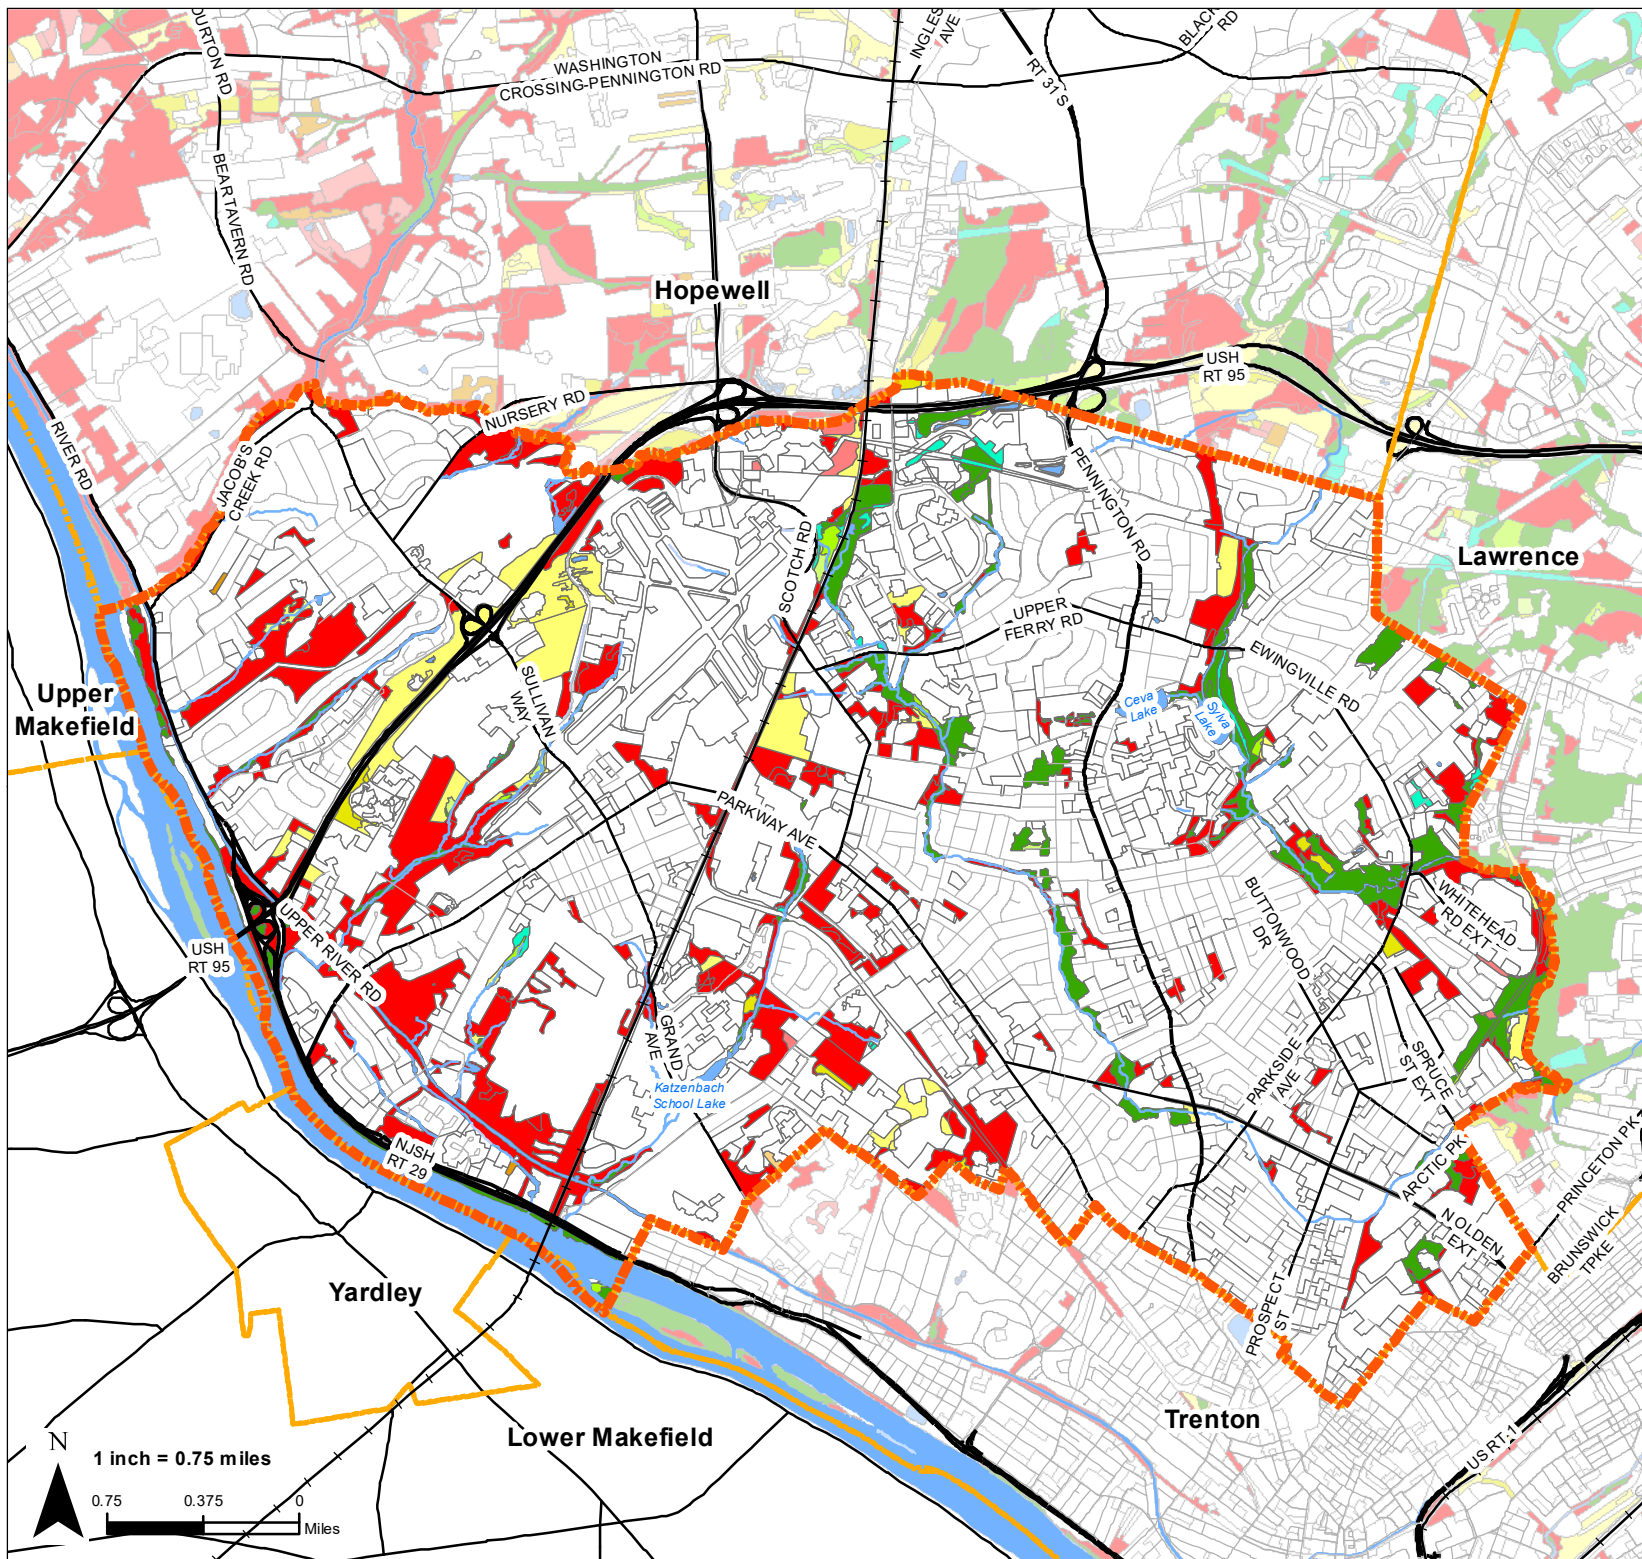 OURTON RD
WASHINGTON
CROSSING-PENNINGTON RD
INGLES
AVE
RT 31 S
BLACK
RD
BEARTAVERN RD
Hopewell
USH
RT 95
RIVER RD
JACOB'S
CREEK RD
NURSERY RD
PENNINGTON RD
SCOTCH RD
Lawrence
UPPER
FERRY RD
EWINGVILLE RD
Upper
Makefield
SULLIVAN
WAY
Ceva
Lake
Sylva
Lake
PARKWAY AVE
BUTTONWOOD
DR
WHITEHEAD
RD EXT
USH
RT 95
UPPER RIVER RD
GRAND
AVE
PARKSIDE
AVE
SPRUCE
ST EXT
Katzenbach
School Lake
NJSH
RT 29
ARCTIC PK
PRINCETON PK
N OLDEN
EXT
BRUNSWICK
TPKE
Yardley
PROSPECT
ST
Trenton
Lower Makefield
US RT 1
N
1 inch = 0.75 miles
0.75 0.375 0
Miles